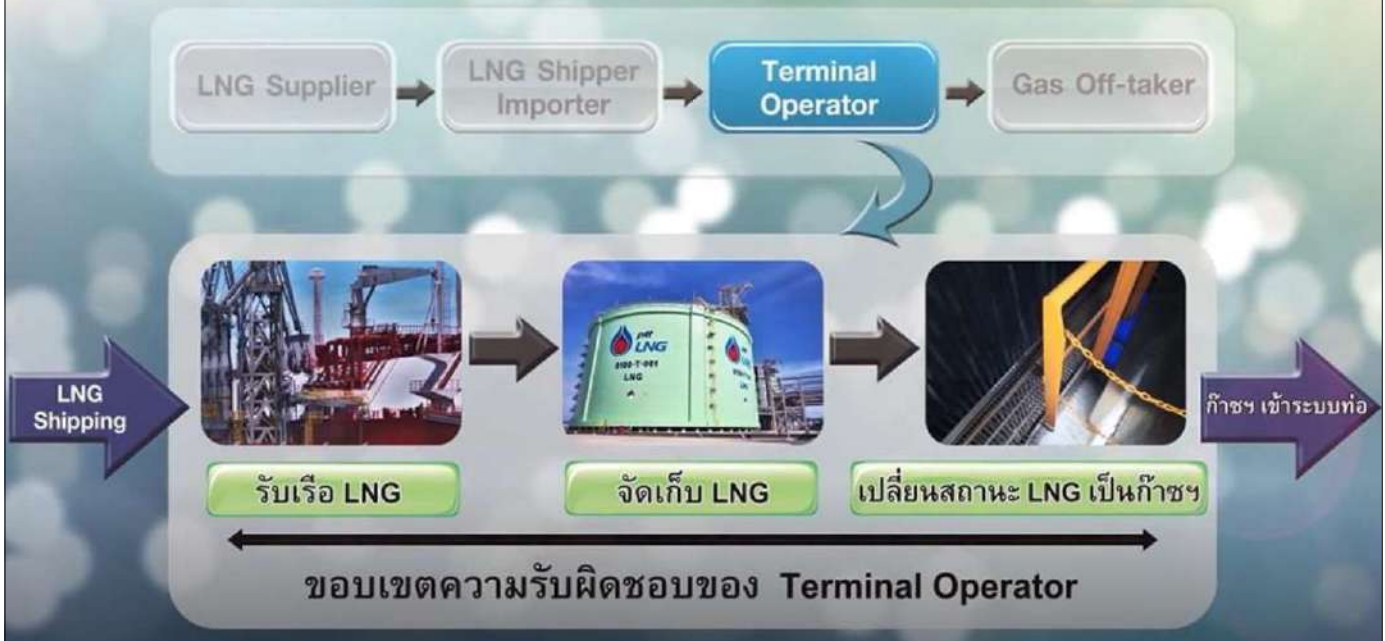 LNG Supplier
LNG Shipper
Importer
Terminal
Operator
Gas Off-taker
LNG
Shipping
ptt
LNG
LNG
รับเรือ LNG
จัดเก็บ LNG
เปลี่ยนสถานะ LNG เป็นก๊าซฯ
ก๊าซฯ เข้าระบบท่อ
ขอบเขตความรับผิดชอบของ Terminal Operator